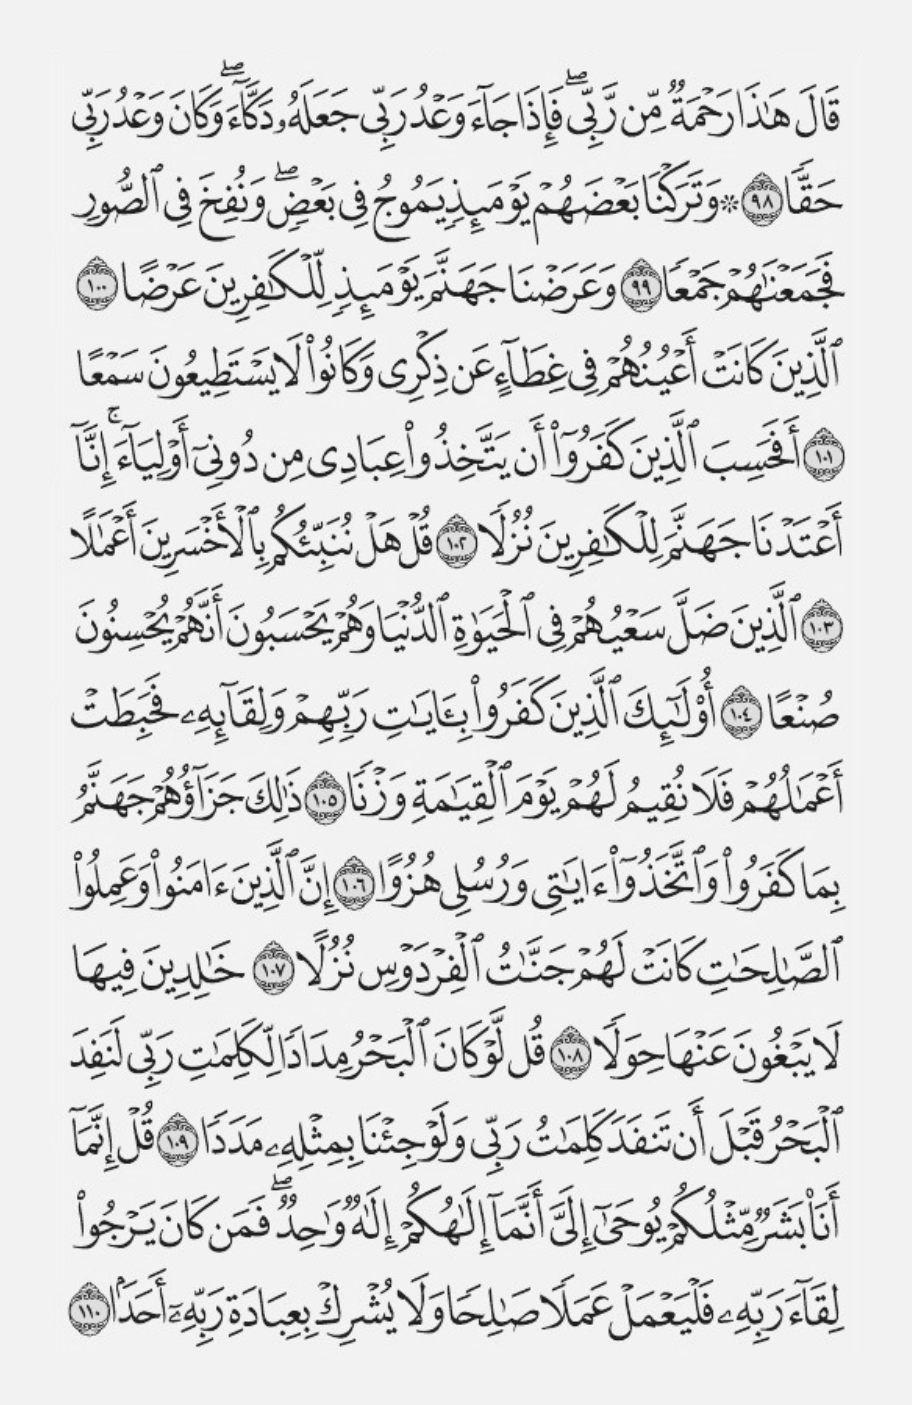 قَالَ هَٰذَا رَحْمَةٌ مِّن رَّبِّى ۖ فَإِذَا جَآءَ وَعْدُ رَبِّى جَعَلَهُۥ دَكَّآءَ ۖ وَكَانَ وَعْدُ رَبِّى
حَقًّا ٩٨ ۞ وَتَرَكْنَا بَعْضَهُمْ يَوْمَئِذٍ يَمُوجُ فِى بَعْضٍ ۖ وَنُفِخَ فِى ٱلصُّورِ
فَجَمَعْنَٰهُمْ جَمْعًا ٩٩ وَعَرَضْنَا جَهَنَّمَ يَوْمَئِذٍ لِّلْكَٰفِرِينَ عَرْضًا ١٠٠
ٱلَّذِينَ كَانَتْ أَعْيُنُهُمْ فِى غِطَآءٍ عَن ذِكْرِى وَكَانُوا۟ لَا يَسْتَطِيعُونَ سَمْعًا
١٠١ أَفَحَسِبَ ٱلَّذِينَ كَفَرُوٓا۟ أَن يَتَّخِذُوا۟ عِبَادِى مِن دُونِىٓ أَوْلِيَآءَ ۚ إِنَّآ
أَعْتَدْنَا جَهَنَّمَ لِلْكَٰفِرِينَ نُزُلًا ١٠٢ قُلْ هَلْ نُنَبِّئُكُم بِٱلْأَخْسَرِينَ أَعْمَٰلًا
١٠٣ ٱلَّذِينَ ضَلَّ سَعْيُهُمْ فِى ٱلْحَيَوٰةِ ٱلدُّنْيَا وَهُمْ يَحْسَبُونَ أَنَّهُمْ يُحْسِنُونَ
صُنْعًا ١٠٤ أُو۟لَٰٓئِكَ ٱلَّذِينَ كَفَرُوا۟ بِـَٔايَٰتِ رَبِّهِمْ وَلِقَآئِهِۦ فَحَبِطَتْ
أَعْمَٰلُهُمْ فَلَا نُقِيمُ لَهُمْ يَوْمَ ٱلْقِيَٰمَةِ وَزْنًا ١٠٥ ذَٰلِكَ جَزَآؤُهُمْ جَهَنَّمُ
بِمَا كَفَرُوا۟ وَٱتَّخَذُوٓا۟ ءَايَٰتِى وَرُسُلِى هُزُوًا ١٠٦ إِنَّ ٱلَّذِينَ ءَامَنُوا۟ وَعَمِلُوا۟
ٱلصَّٰلِحَٰتِ كَانَتْ لَهُمْ جَنَّٰتُ ٱلْفِرْدَوْسِ نُزُلًا ١٠٧ خَٰلِدِينَ فِيهَا
لَا يَبْغُونَ عَنْهَا حِوَلًا ١٠٨ قُل لَّوْ كَانَ ٱلْبَحْرُ مِدَادًا لِّكَلِمَٰتِ رَبِّى لَنَفِدَ
ٱلْبَحْرُ قَبْلَ أَن تَنفَدَ كَلِمَٰتُ رَبِّى وَلَوْ جِئْنَا بِمِثْلِهِۦ مَدَدًا ١٠٩ قُلْ إِنَّمَآ
أَنَا۠ بَشَرٌ مِّثْلُكُمْ يُوحَىٰٓ إِلَىَّ أَنَّمَآ إِلَٰهُكُمْ إِلَٰهٌ وَٰحِدٌ ۖ فَمَن كَانَ يَرْجُوا۟
لِقَآءَ رَبِّهِۦ فَلْيَعْمَلْ عَمَلًا صَٰلِحًا وَلَا يُشْرِكْ بِعِبَادَةِ رَبِّهِۦٓ أَحَدًۢا ١١٠